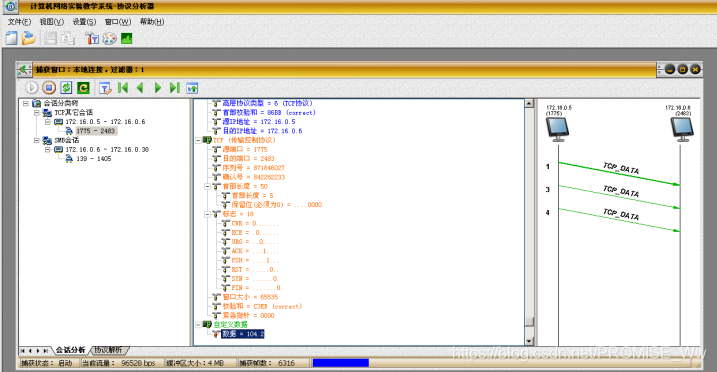 计算机网络实验教学系统-协议分析器
文件(F) 视图(V) 设置(S) 窗口(W) 帮助(H)
捕获窗口：本地连接，过滤器：1
会话分类树
TCP其它会话
172.16.0.5 - 172.16.0.6
1775 - 2483
SMB会话
172.16.0.6 - 172.16.0.38
139 - 1405
会话分析 协议解析
高层协议类型 = 6 (TCP协议)
首部校验和 = 86B8 (correct)
源IP地址 = 172.16.0.5
目的IP地址 = 172.16.0.6
TCP (传输控制协议)
源端口 = 1775
目的端口 = 2483
序列号 = 871846027
确认号 = 842282233
首部长度 = 50
首部长度 = 5
保留位(必须为0) = ....0000
标志 = 18
CWR = 0.......
ECE = .0......
URG = ..0.....
ACK = ...1....
PSH = ....1...
RST = .....0..
SYN = ......0.
FIN = .......0
窗口大小 = 65535
校验和 = C3E8 (correct)
紧急指针 = 0000
自定义数据
数据 = 104.2
172.16.0.5
(1775)
172.16.0.6
(2483)
1 TCP_DATA
3 TCP_DATA
4 TCP_DATA
捕获状态： 启动 当前流量： 96528 bps 缓冲区大小：4 MB 捕获帧数： 6316
https://blog.csdn.net/PROMISE_Ww